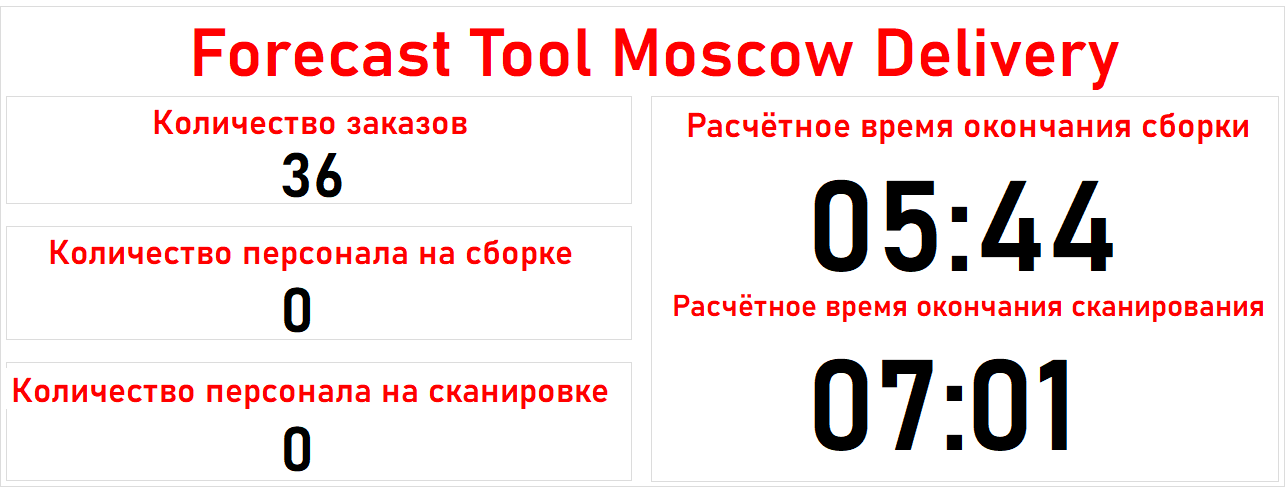 Forecast Tool Moscow Delivery
Количество заказов
36
Количество персонала на сборке
0
Количество персонала на сканировке
0
Расчётное время окончания сборки
05:44
Расчётное время окончания сканирования
07:01